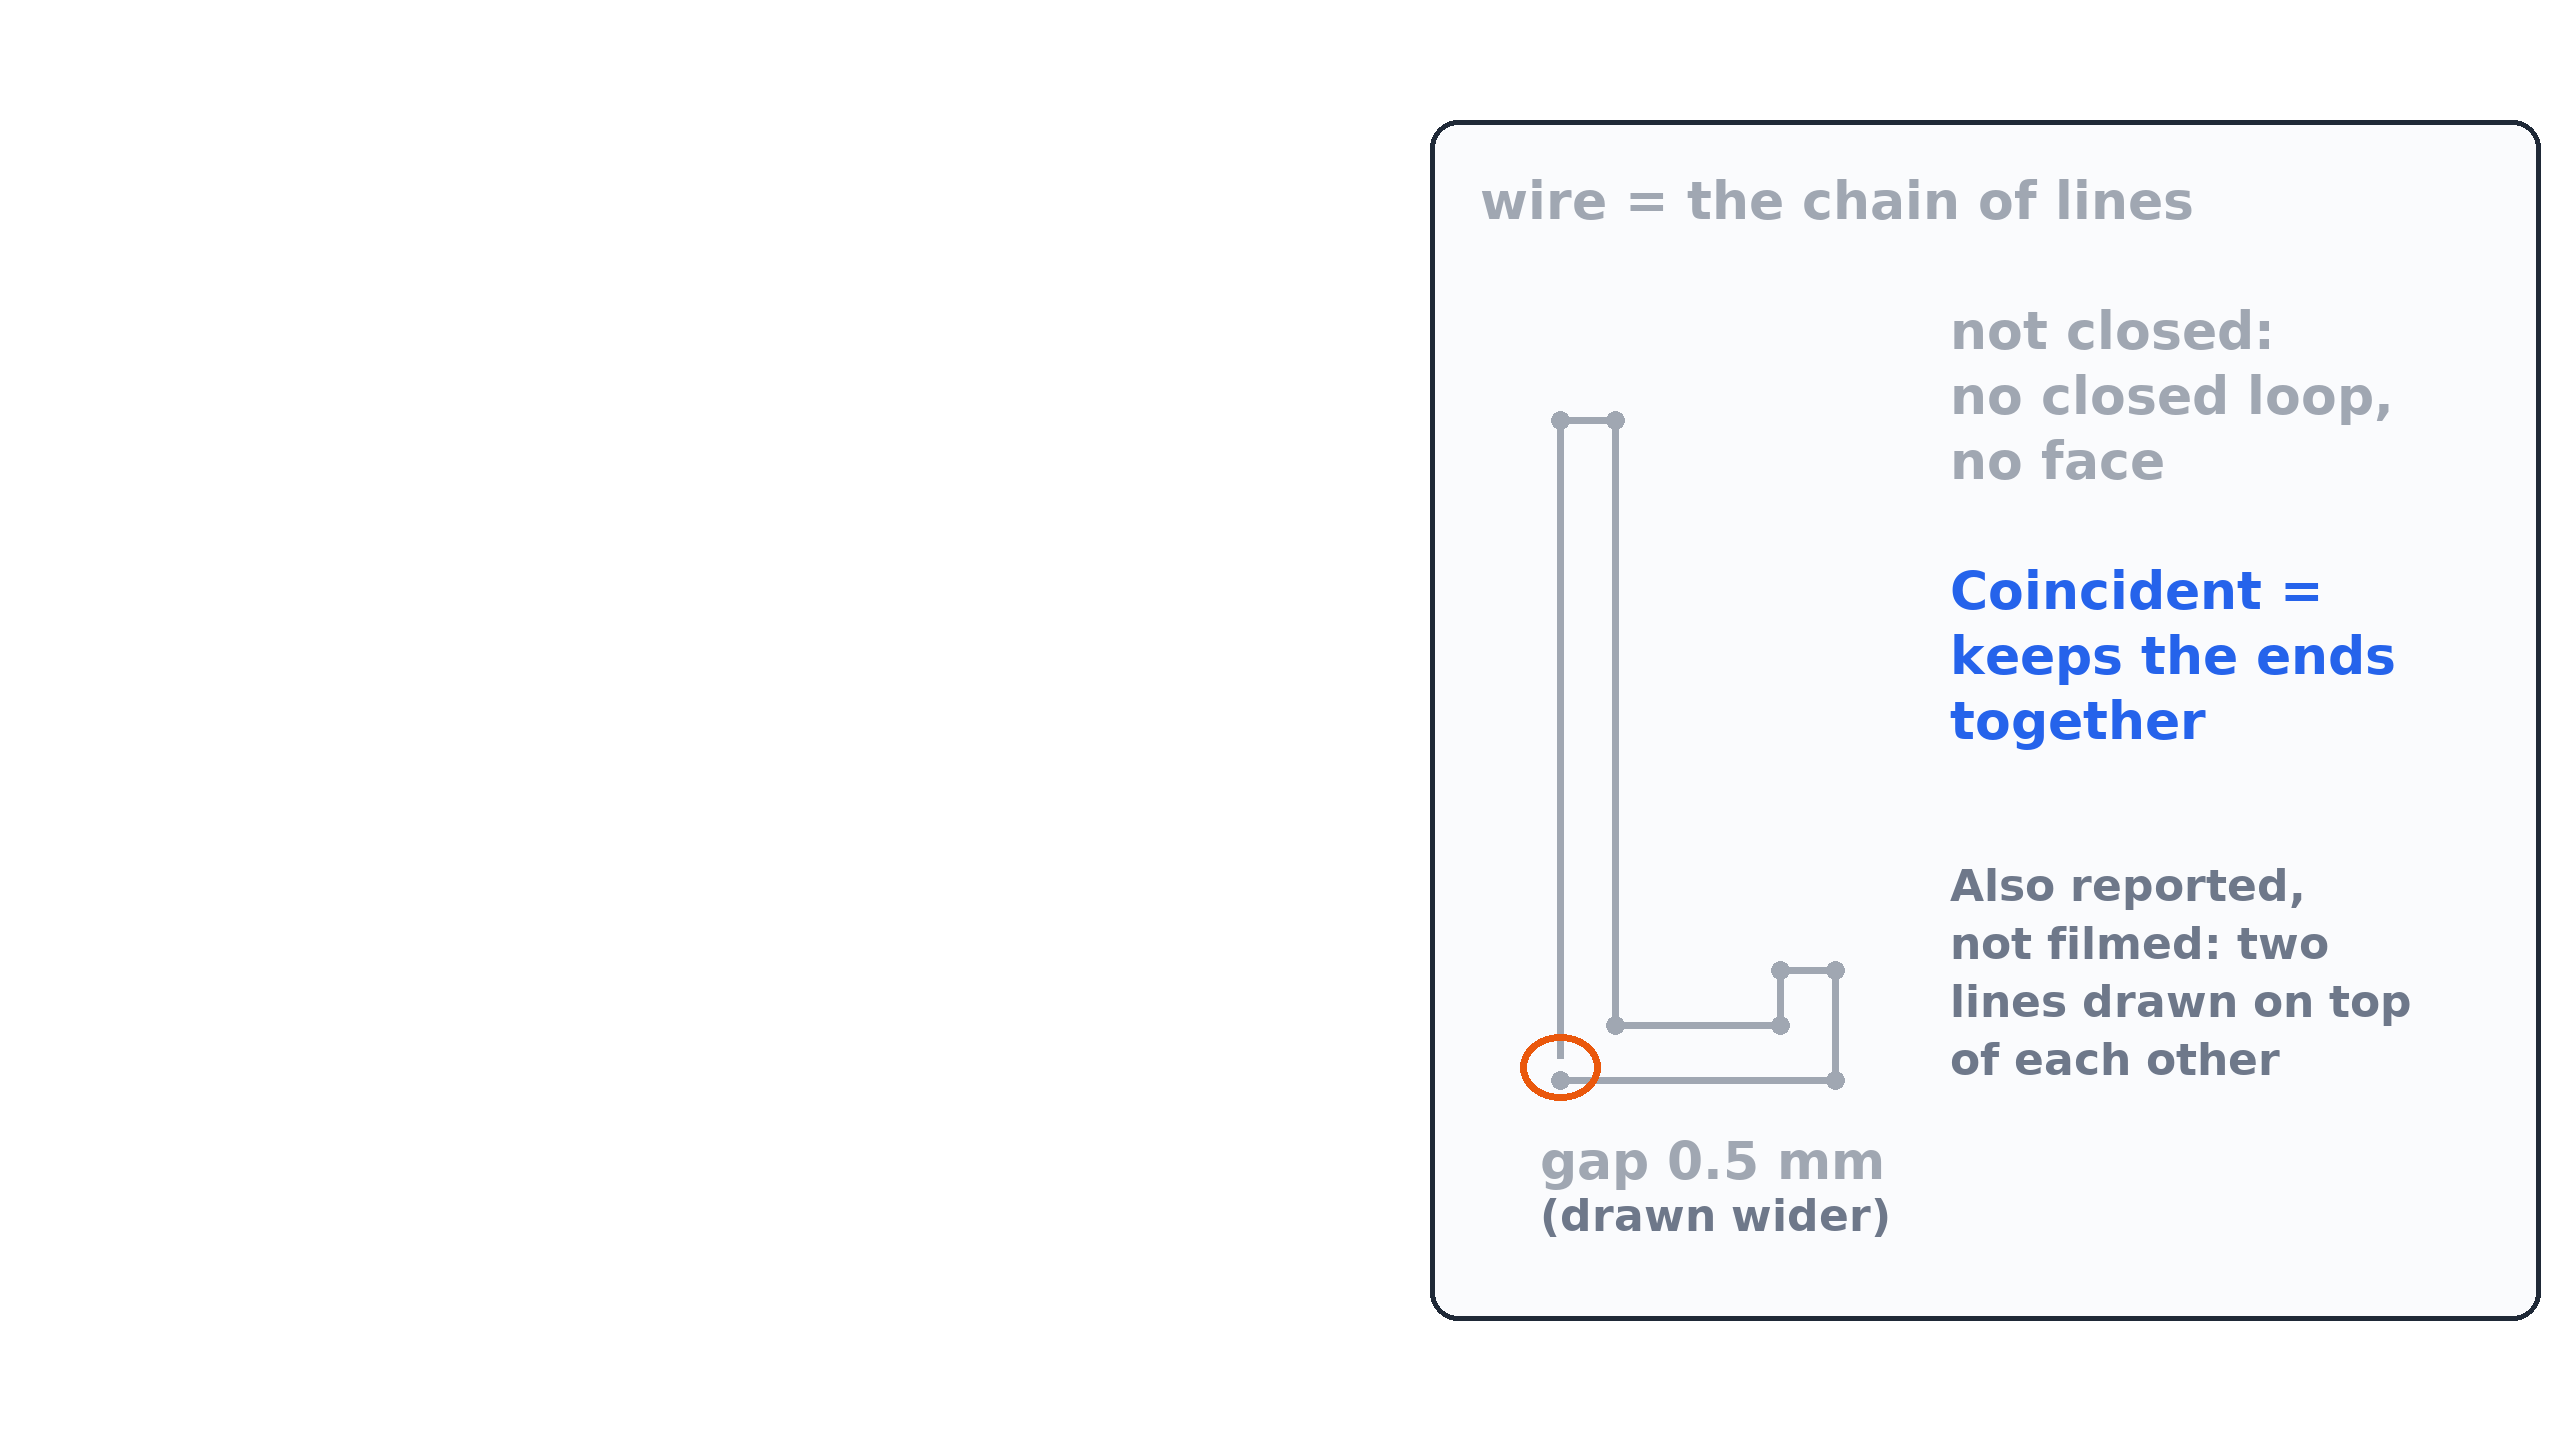 wire = the chain of lines
not closed:
no closed loop,
no face
Coincident =
keeps the ends
together
Also reported,
not filmed: two
lines drawn on top
of each other
gap 0.5 mm
(drawn wider)